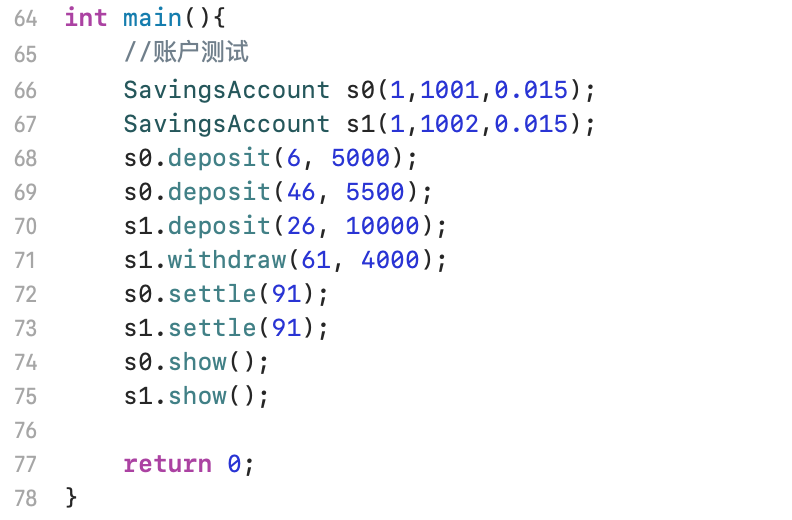 64 int main(){
65     //账户测试
66     SavingsAccount s0(1,1001,0.015);
67     SavingsAccount s1(1,1002,0.015);
68     s0.deposit(6, 5000);
69     s0.deposit(46, 5500);
70     s1.deposit(26, 10000);
71     s1.withdraw(61, 4000);
72     s0.settle(91);
73     s1.settle(91);
74     s0.show();
75     s1.show();
76
77     return 0;
78 }